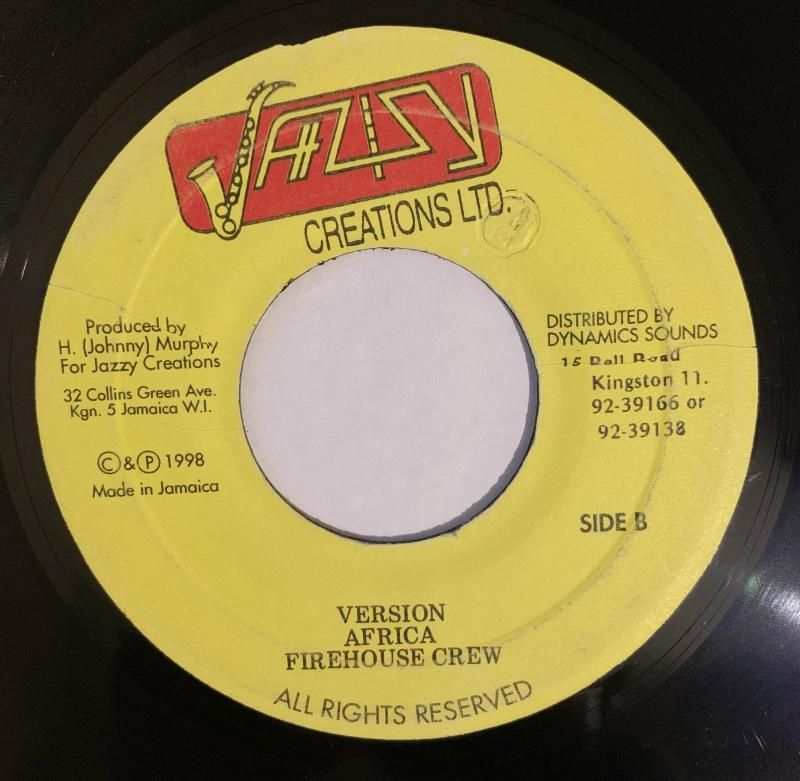 JAZZY
CREATIONS LTD.
Produced by
H. (Johnny) Murphy
For Jazzy Creations
32 Collins Green Ave.
Kgn. 5 Jamaica W.I.
©&℗ 1998
Made in Jamaica
DISTRIBUTED BY
DYNAMICS SOUNDS
15 Bell Road
Kingston 11.
92-39166 or
92-39138
SIDE B
VERSION
AFRICA
FIREHOUSE CREW
ALL RIGHTS RESERVED